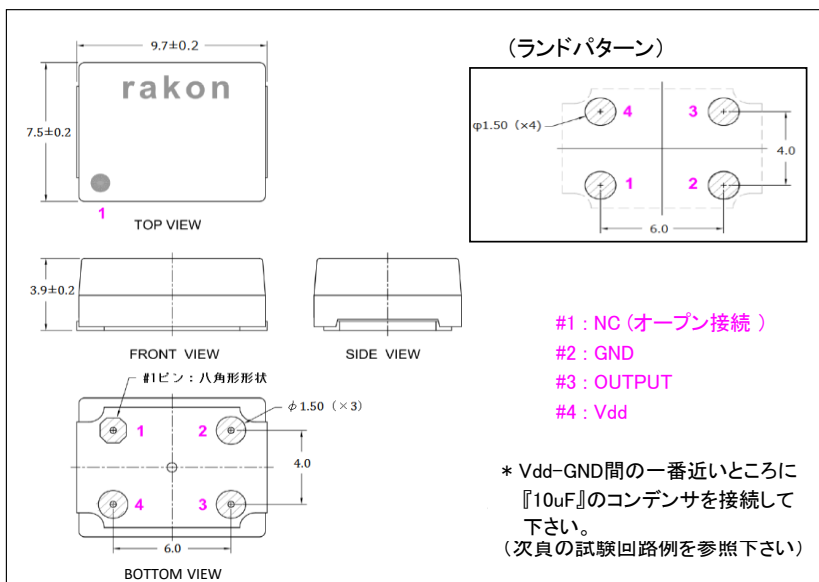 9.7±0.2
rakon
7.5±0.2
1
TOP VIEW
(ランドパターン)
4
3
φ1.50 (×4)
4.0
1
2
6.0
3.9±0.2
FRONT VIEW
SIDE VIEW
#1 : NC (オープン接続 )
#2 : GND
#3 : OUTPUT
#4 : Vdd
#1ピン : 八角形形状
φ1.50 (×3)
1
2
4.0
4
3
6.0
BOTTOM VIEW
* Vdd-GND間の一番近いところに
『10uF』のコンデンサを接続して
下さい。
(次頁の試験回路例を参照下さい)